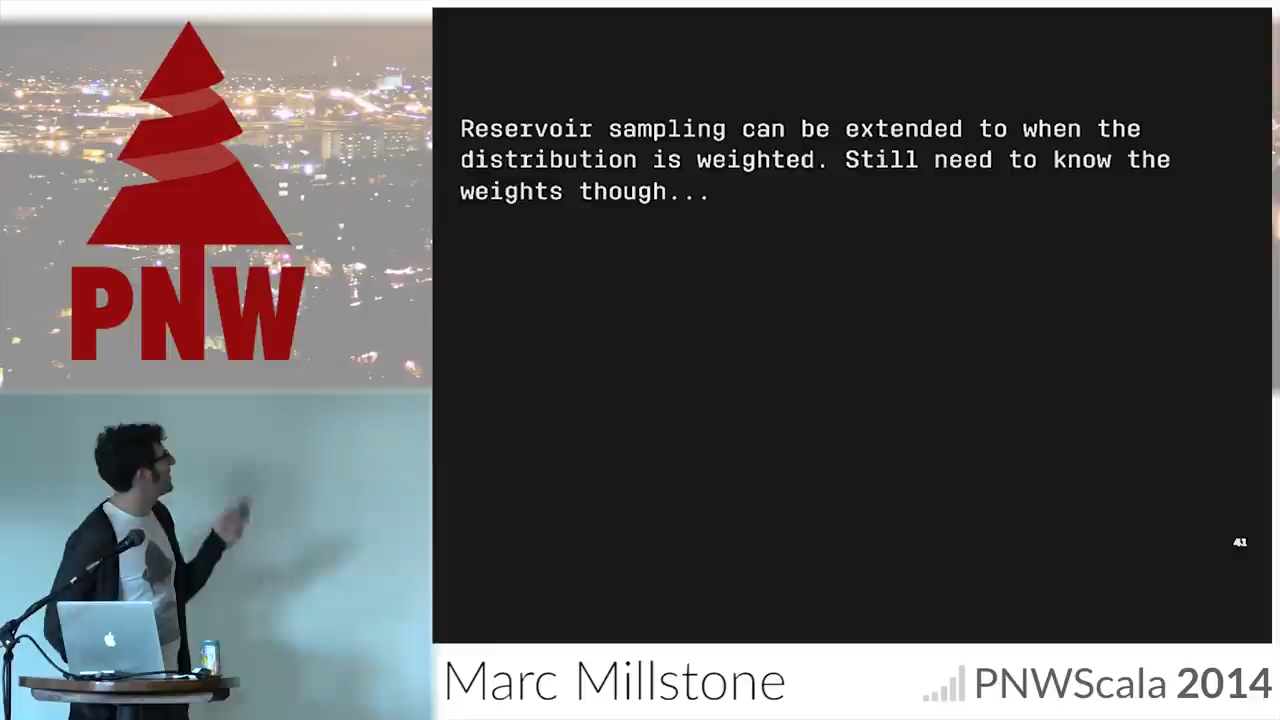 PNW
Reservoir sampling can be extended to when the
distribution is weighted. Still need to know the
weights though...
41
Marc Millstone
PNWScala 2014